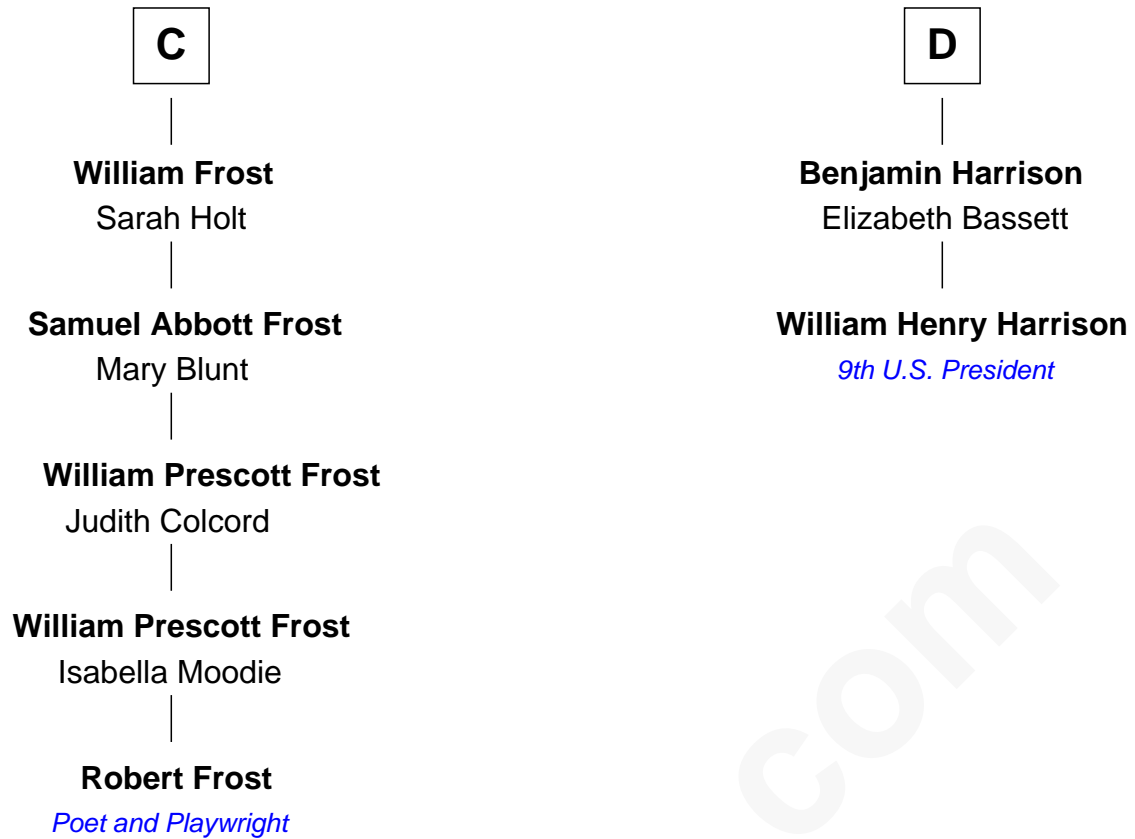 C
William Frost
Sarah Holt
Samuel Abbott Frost
Mary Blunt
William Prescott Frost
Judith Colcord
William Prescott Frost
Isabella Moodie
Robert Frost
Poet and Playwright
D
Benjamin Harrison
Elizabeth Bassett
William Henry Harrison
9th U.S. President
com